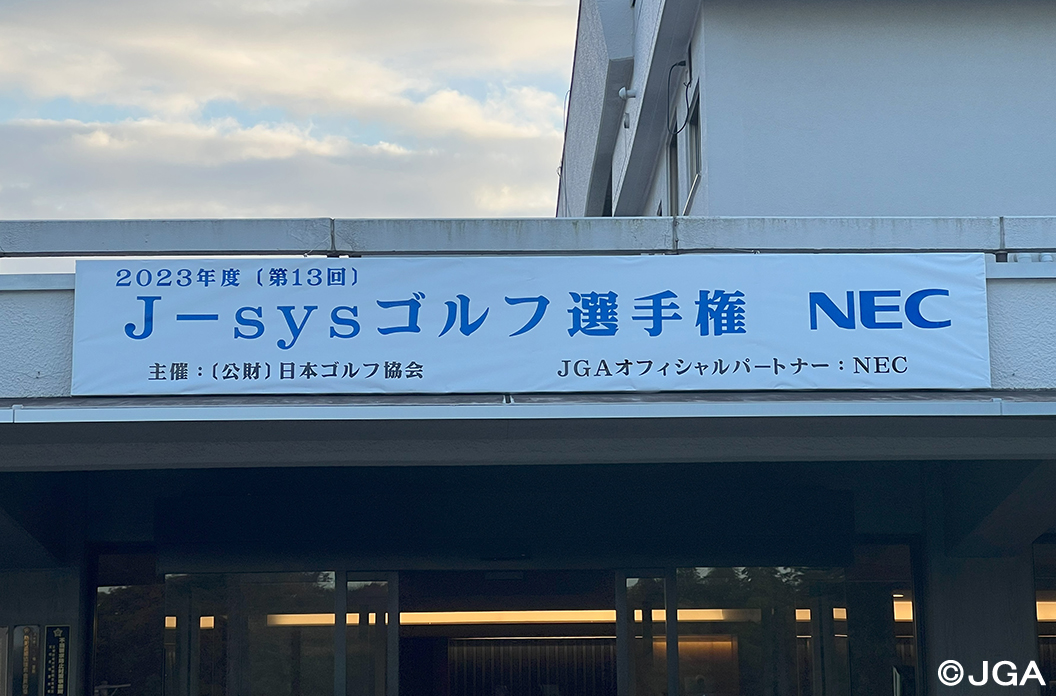 2023年度〔第13回〕
J－sysゴルフ選手権
NEC
主催：〔公財〕日本ゴルフ協会
JGAオフィシャルパートナー：NEC
©JGA